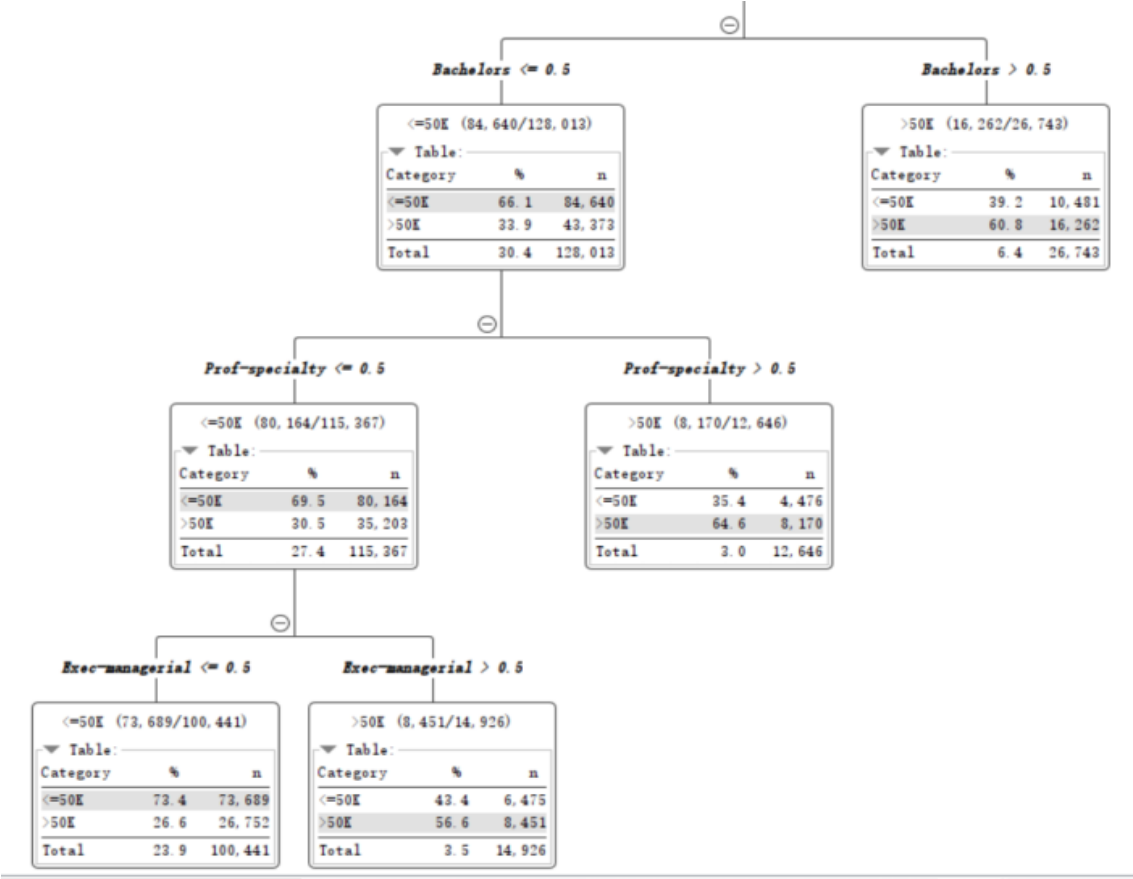 Bachelors <= 0.5
Bachelors > 0.5
<=50K (84,640/128,013)
Table:
Category % n
<=50K 66.1 84,640
>50K 33.9 43,373
Total 30.4 128,013
>50K (16,262/26,743)
Table:
Category % n
<=50K 39.2 10,481
>50K 60.8 16,262
Total 6.4 26,743
Prof-specialty <= 0.5
Prof-specialty > 0.5
<=50K (80,164/115,367)
Table:
Category % n
<=50K 69.5 80,164
>50K 30.5 35,203
Total 27.4 115,367
>50K (8,170/12,646)
Table:
Category % n
<=50K 35.4 4,476
>50K 64.6 8,170
Total 3.0 12,646
Exec-managerial <= 0.5
Exec-managerial > 0.5
<=50K (73,689/100,441)
Table:
Category % n
<=50K 73.4 73,689
>50K 26.6 26,752
Total 23.9 100,441
>50K (8,451/14,926)
Table:
Category % n
<=50K 43.4 6,475
>50K 56.6 8,451
Total 3.5 14,926